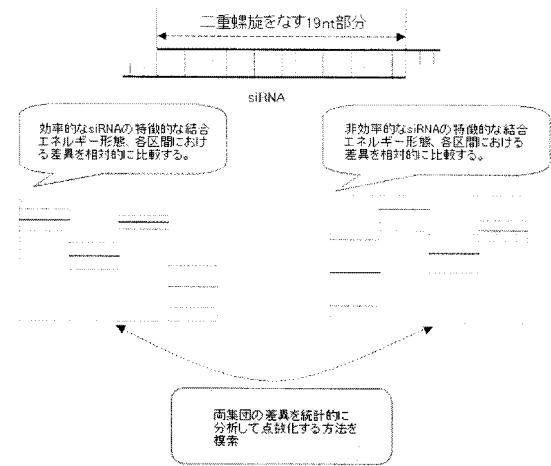 二重螺旋をなす19nt部分
siRNA
効率的なsiRNAの特徴的な結合
エネルギー形態、各区間におけ
る差異を相対的に比較する。
非効率的なsiRNAの特徴的な結合
エネルギー形態、各区間における
差異を相対的に比較する。
両集団の差異を統計的に
分析して点数化する方法を
模索